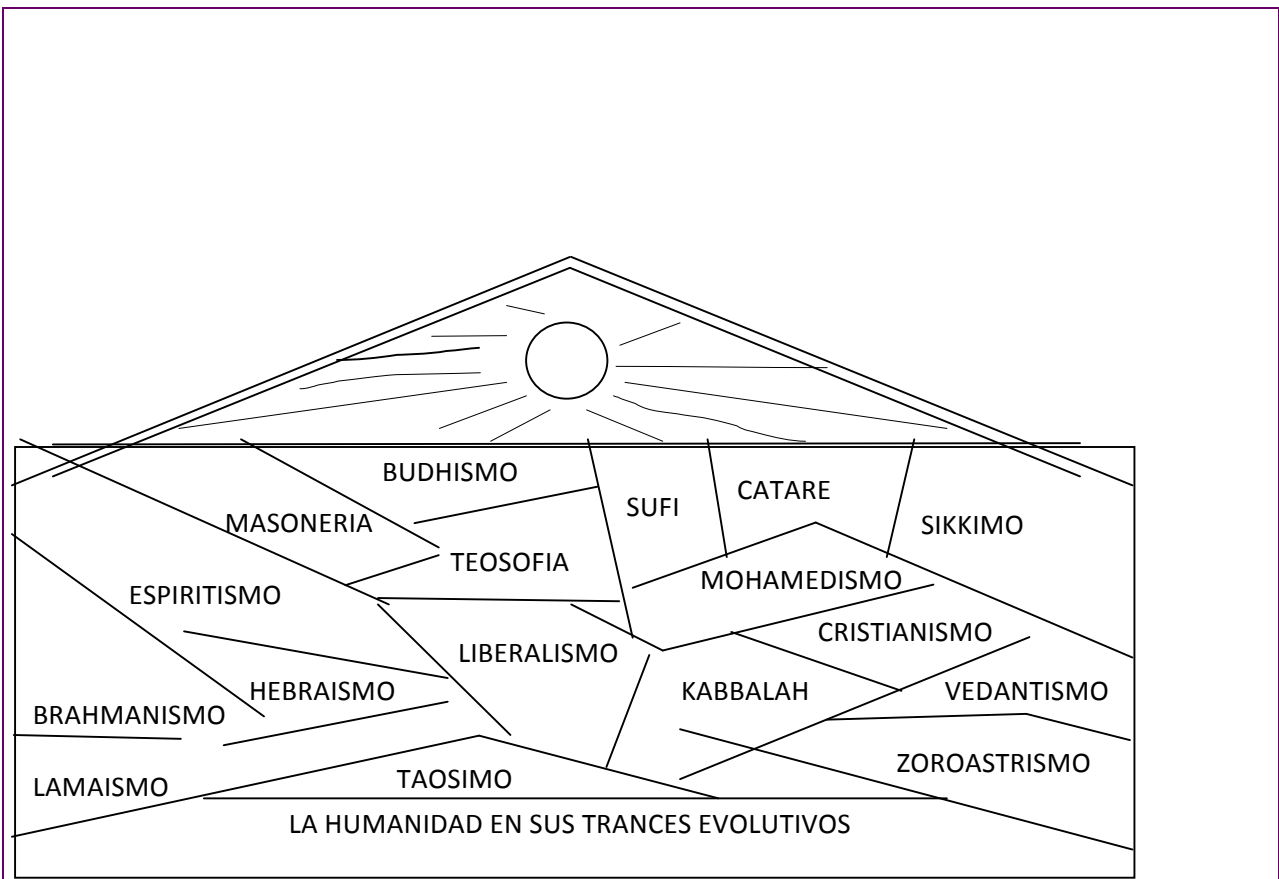 BUDHISMO
SUFI
CATARE
SIKKIMO
MASONERIA
TEOSOFIA
MOHAMEDISMO
ESPIRITISMO
CRISTIANISMO
LIBERALISMO
HEBRAISMO
KABBALAH
VEDANTISMO
BRAHMANISMO
ZOROASTRISMO
LAMAISMO
TAOSIMO
LA HUMANIDAD EN SUS TRANCES EVOLUTIVOS